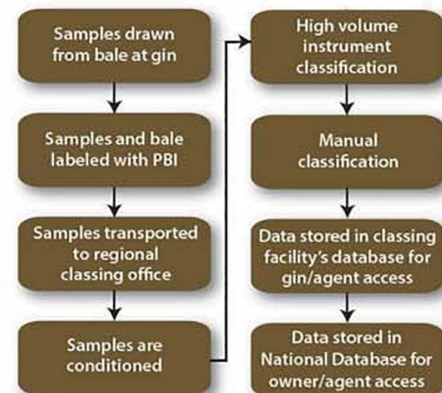 Samples drawn
from bale at gin
Samples and bale
labeled with PBI
Samples transported
to regional
classing office
Samples are
conditioned
High volume
instrument
classification
Manual
classification
Data stored in classing
facility's database for
gin/agent access
Data stored in
National Database for
owner/agent access